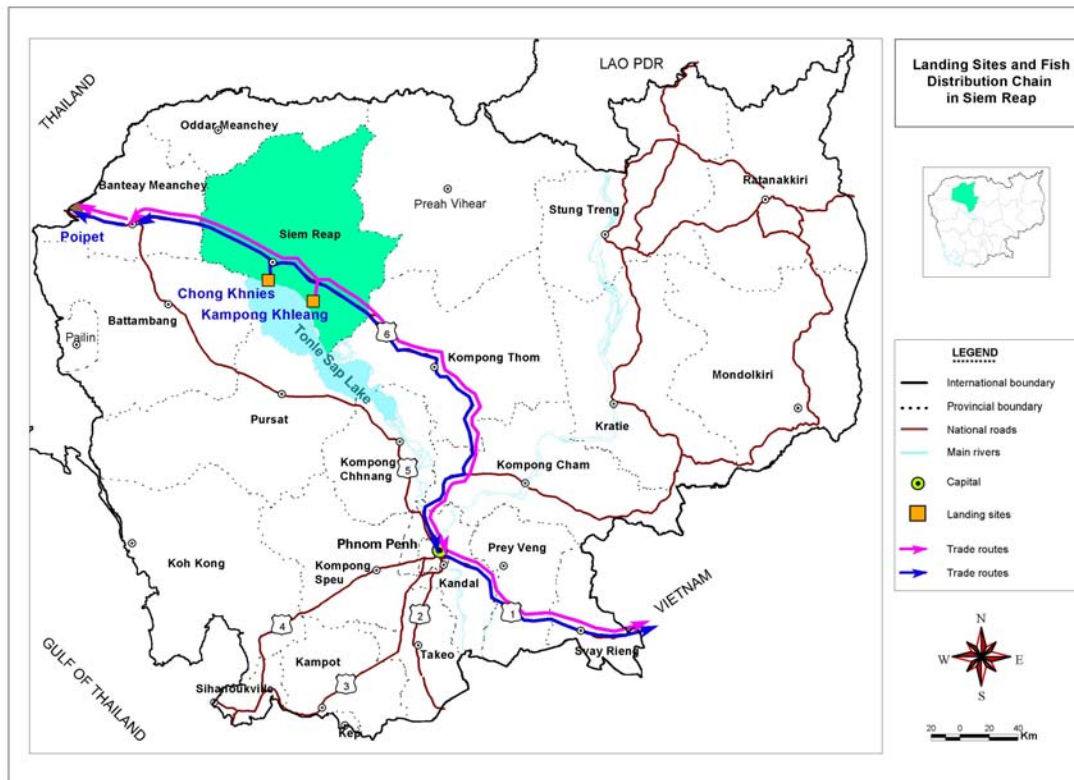 Landing Sites and Fish
Distribution Chain
in Siem Reap
LAO PDR
THAILAND
Oddar Meanchey
Banteay Meanchey
Ratanakkiri
Preah Vihear
Stung Treng
Siem Reap
Poipet
Chong Khnies
Kampong Khleang
Battambang
6
Pailin
Tonle Sap Lake
Kompong Thom
Mondolkiri
Pursat
Kratie
Kompong
Chhnang
5
Kompong Cham
Phnom Penh
Prey Veng
Koh Kong
Kompong
Speu
Kandal
VIETNAM
4
2
1
Svay Rieng
Takeo
Kampot
GULF OF THAILAND
3
Sihanoukville
Kep
LEGEND
International boundary
Provincial boundary
National roads
Main rivers
Capital
Landing sites
Trade routes
Trade routes
N
W E
S
20 0 20 40
Km